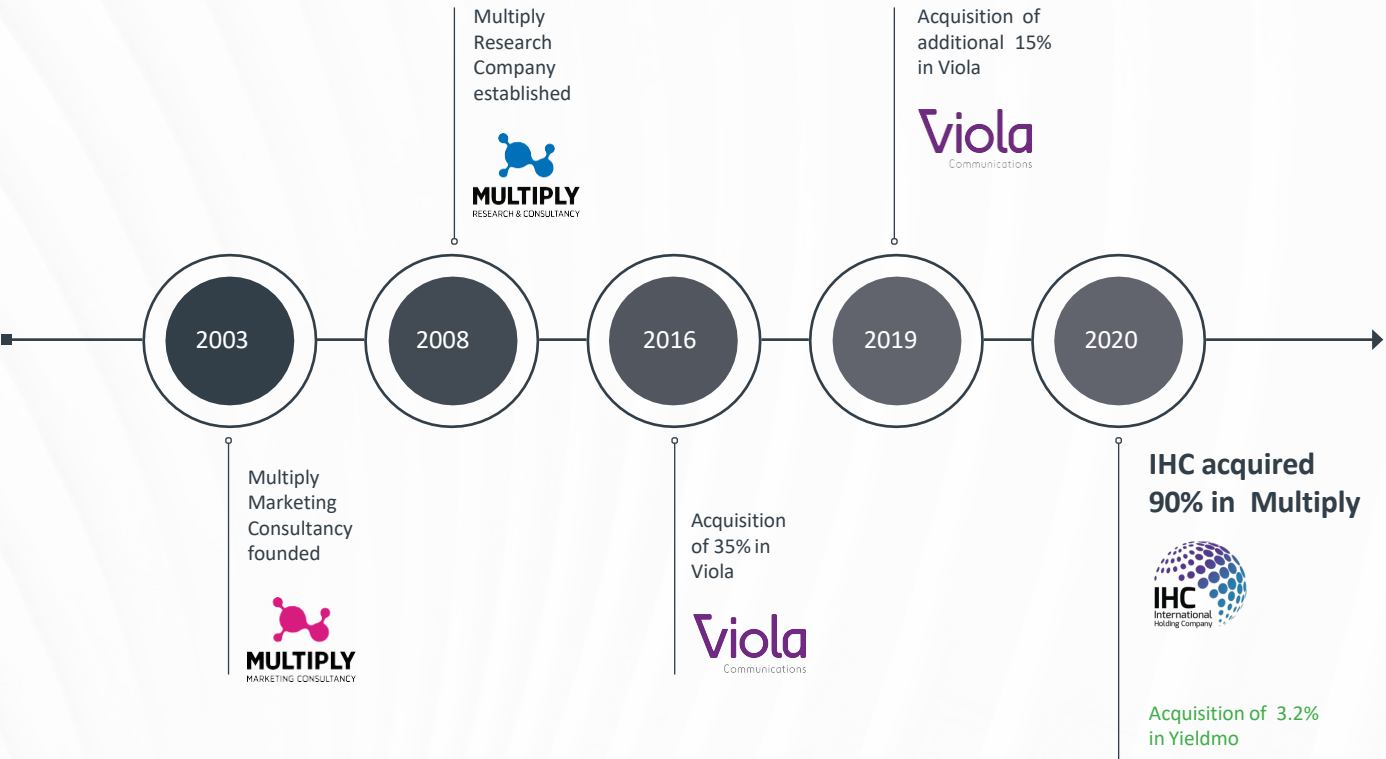 Multiply
Research
Company
established
MULTIPLY
RESEARCH & CONSULTANCY
Acquisition of
additional 15%
in Viola
Viola
Communications
2003
2008
2016
2019
2020
Multiply
Marketing
Consultancy
founded
MULTIPLY
MARKETING CONSULTANCY
Acquisition
of 35% in
Viola
Viola
Communications
IHC acquired
90% in Multiply
IHC
International
Holding Company
Acquisition of 3.2%
in Yieldmo